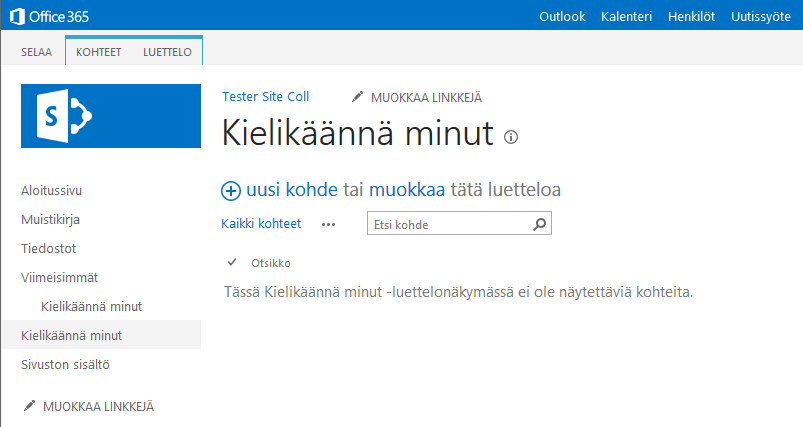 Office 365
Outlook Kalenteri Henkilöt Uutissyöte
SELAA KOHTEET LUETTELO
S
Tester Site Coll MUOKKAA LINKKEJÄ
Kielikäännä minut
Aloitussivu
Muistikirja
Tiedostot
Viimeisimmät
Kielikäännä minut
Kielikäännä minut
Sivuston sisältö
MUOKKAA LINKKEJÄ
uusi kohde tai muokkaa tätä luetteloa
Kaikki kohteet ••• Etsi kohde
Otsikko
Tässä Kielikäännä minut -luettelonäkymässä ei ole näytettäviä kohteita.